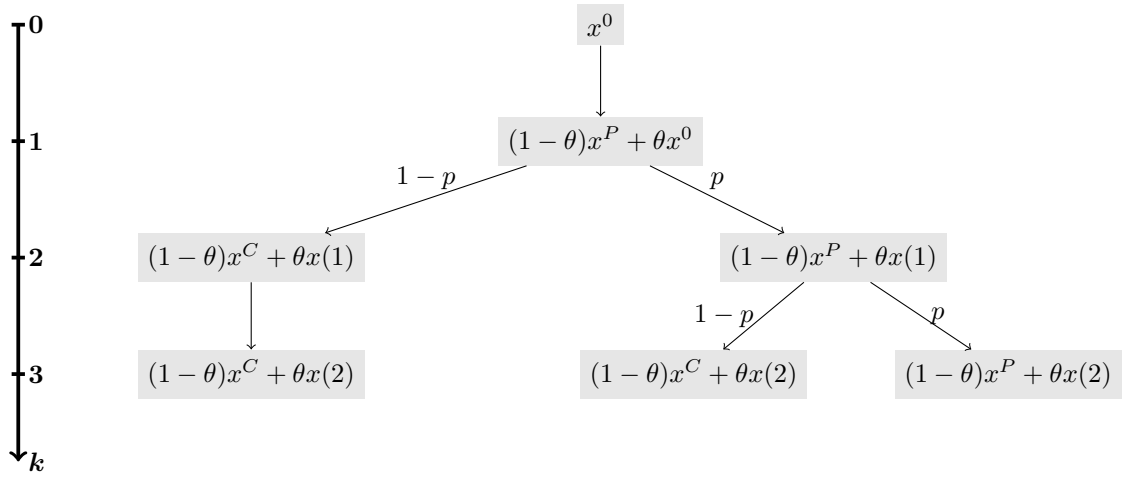 0 x^0
1 (1 − θ)x^P + θx^0
1 − p p
2 (1 − θ)x^C + θx(1) (1 − θ)x^P + θx(1)
1 − p p
3 (1 − θ)x^C + θx(2) (1 − θ)x^C + θx(2) (1 − θ)x^P + θx(2)
k